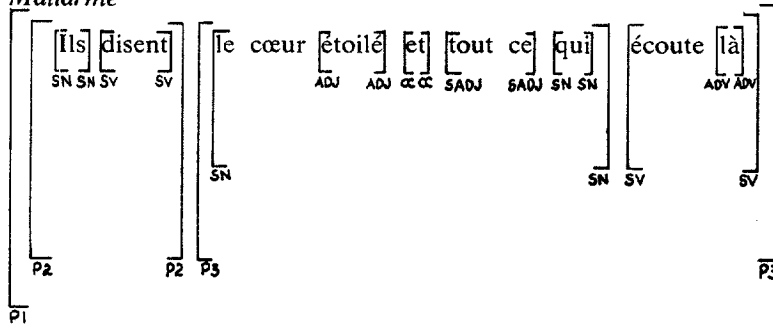 Mallarmé
Ils disent le cœur étoilé et tout ce qui écoute là
SN SN SV SV ADJ ADJ CC CC SADJ SADJ SN SN ADV ADV
SN SN SV SV
P2 P2 P3 P3
P1